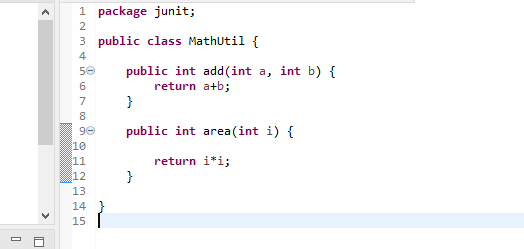 1 package junit;
2
3 public class MathUtil {
4
5 public int add(int a, int b) {
6 return a+b;
7 }
8
9 public int area(int i) {
10
11 return i*i;
12 }
13
14 }
15